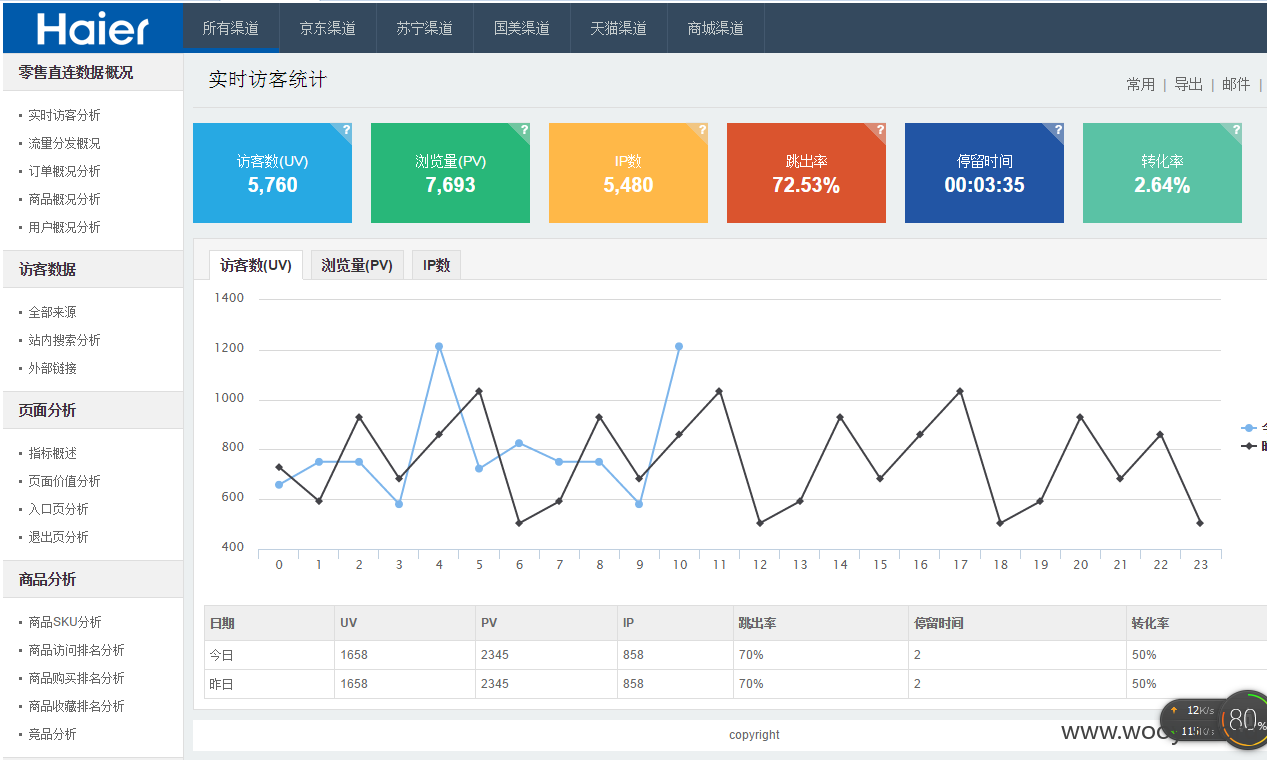 Haier 所有渠道 京东渠道 苏宁渠道 国美渠道 天猫渠道 商城渠道
零售直连数据概况
实时访客分析
流量分发概况
订单概况分析
商品概况分析
用户概况分析
访客数据
全部来源
站内搜索分析
外部链接
页面分析
指标概述
页面价值分析
入口页分析
退出页分析
商品分析
商品SKU分析
商品访问排名分析
商品购买排名分析
商品收藏排名分析
竞品分析
实时访客统计
常用 | 导出 | 邮件 |
? ? ? ? ? ?
访客数(UV) 浏览量(PV) IP数 跳出率 停留时间 转化率
5,760 7,693 5,480 72.53% 00:03:35 2.64%
访客数(UV) 浏览量(PV) IP数
1400
1200
1000
800
600
400
0 1 2 3 4 5 6 7 8 9 10 11 12 13 14 15 16 17 18 19 20 21 22 23
日期 UV PV IP 跳出率 停留时间 转化率
今日 1658 2345 858 70% 2 50%
昨日 1658 2345 858 70% 2 50%
copyright
12K/s
80%